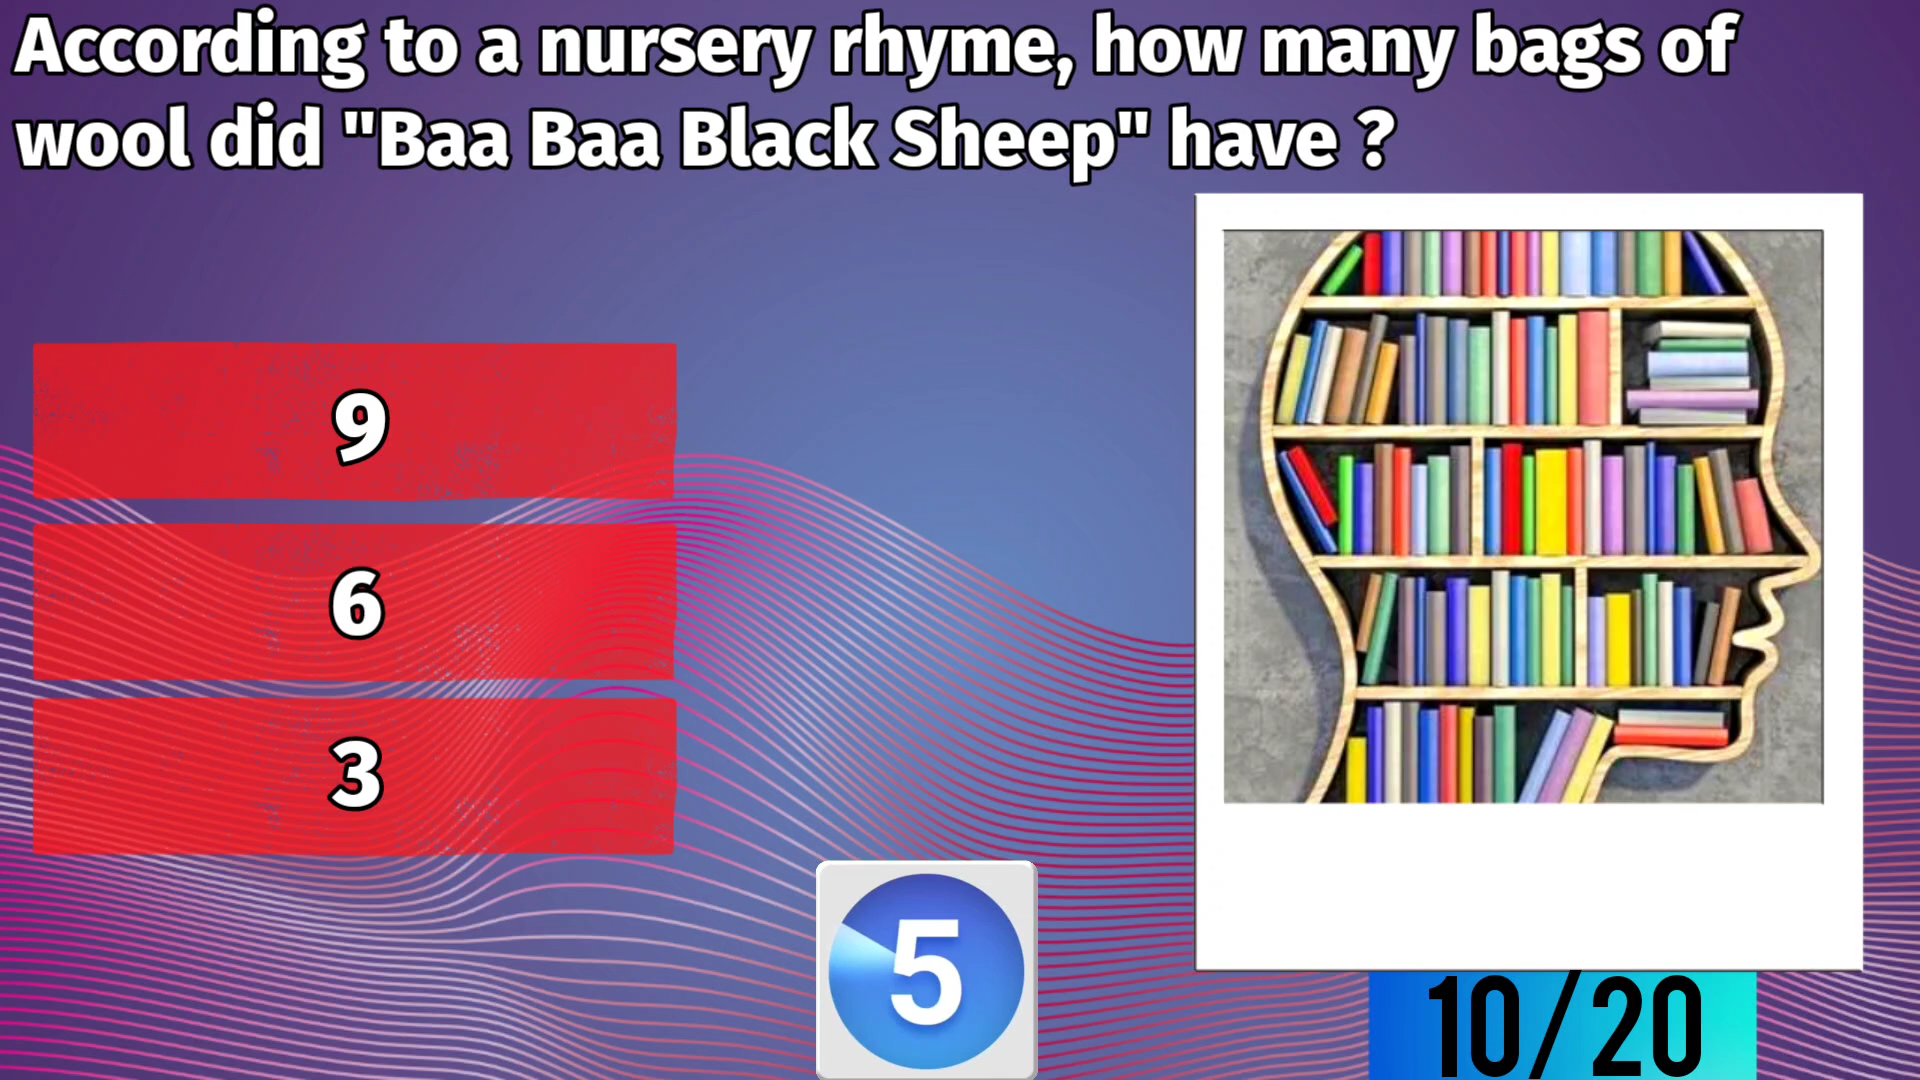 According to a nursery rhyme, how many bags of
wool did "Baa Baa Black Sheep" have ?
9
6
3
5
10/20